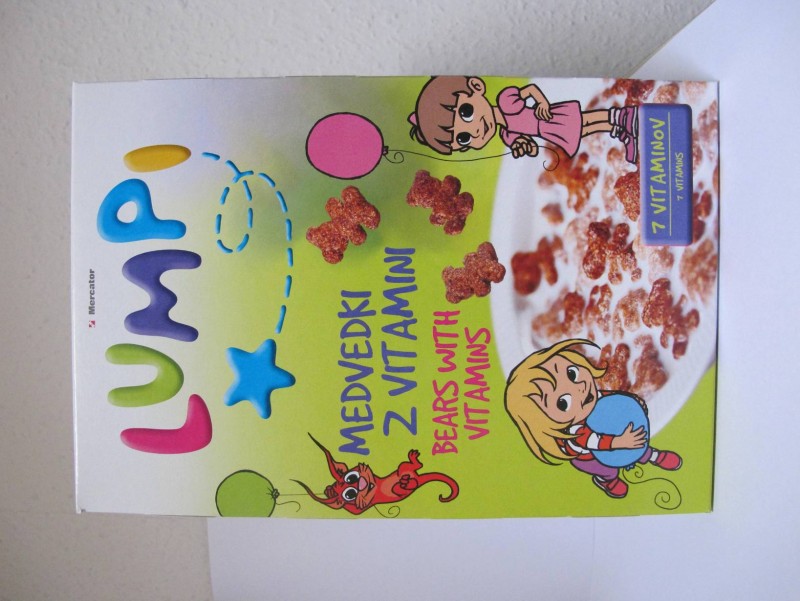 Mercator
LUMPI
MEDVEDKI
Z VITAMINI
BEARS WITH
VITAMINS
7 VITAMINOV
7 VITAMINS